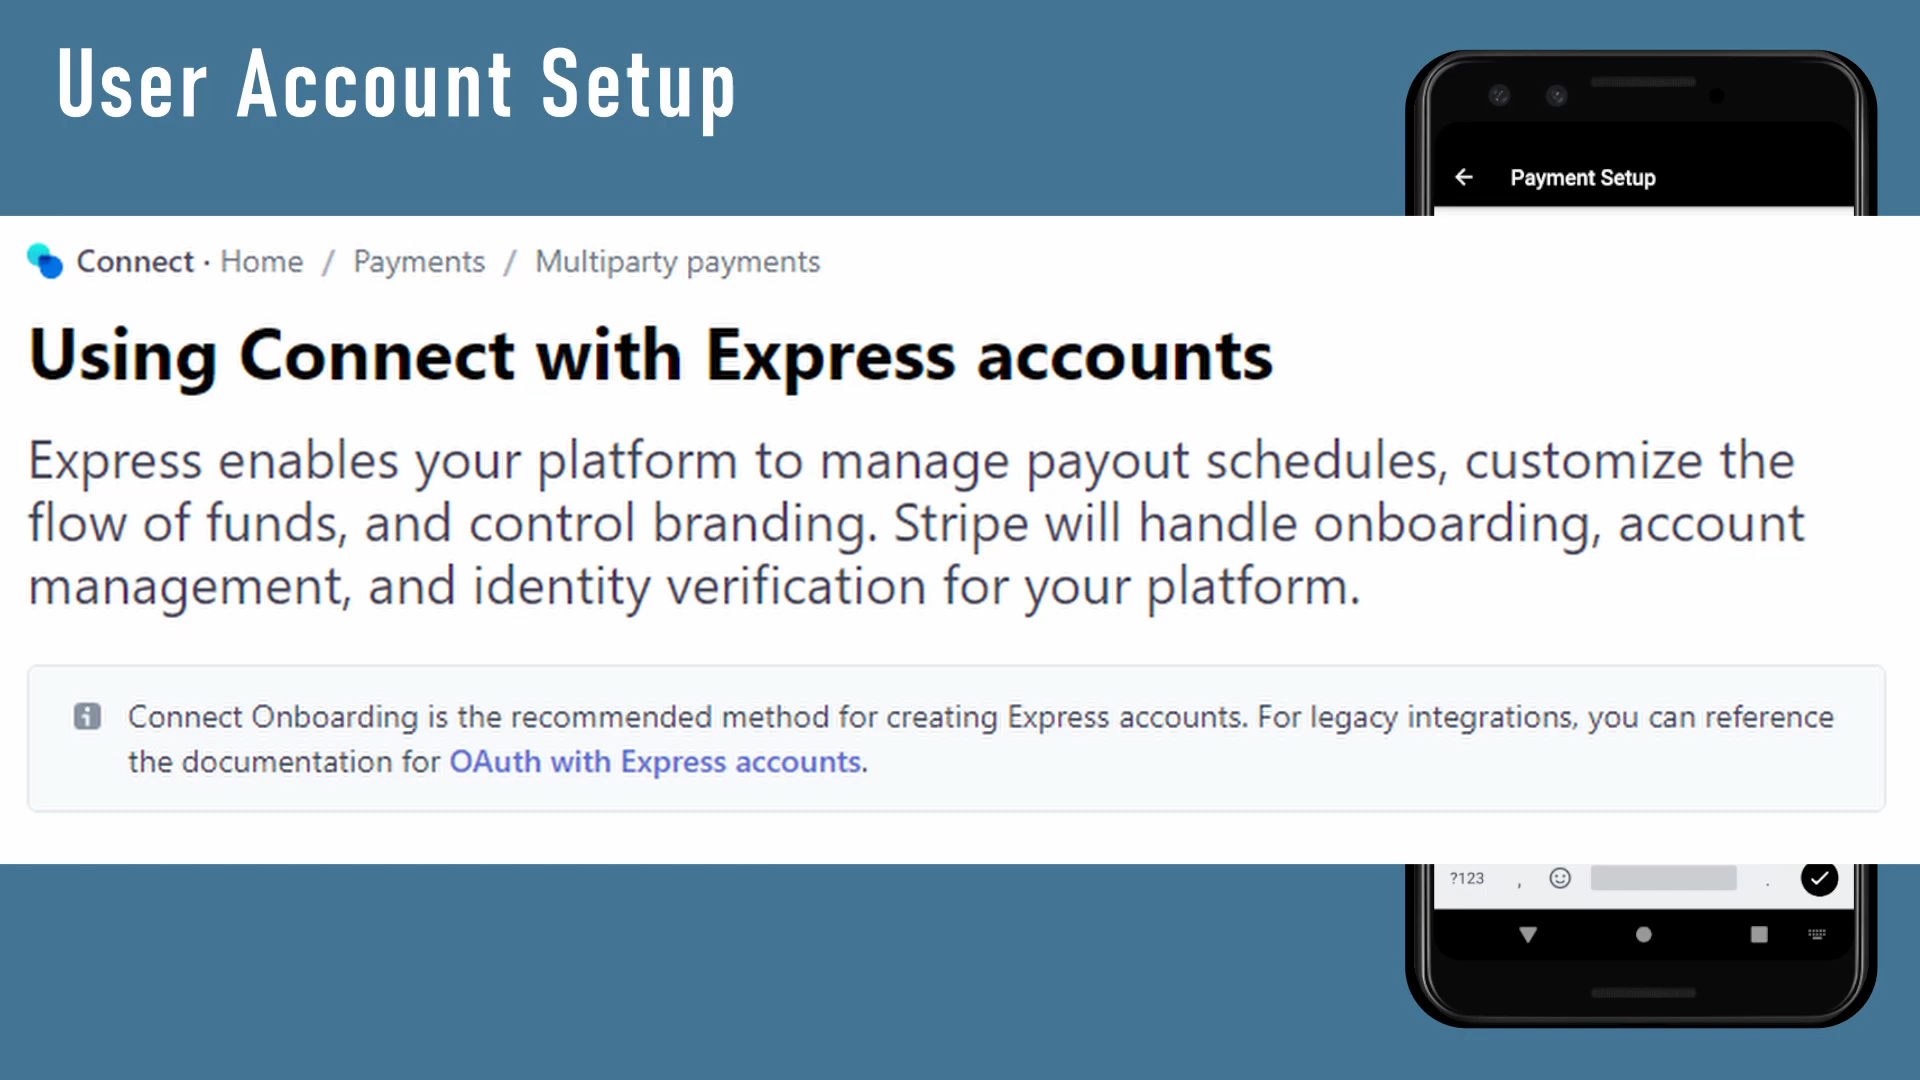 User Account Setup
Payment Setup
Connect · Home / Payments / Multiparty payments
Using Connect with Express accounts
Express enables your platform to manage payout schedules, customize the
flow of funds, and control branding. Stripe will handle onboarding, account
management, and identity verification for your platform.
Connect Onboarding is the recommended method for creating Express accounts. For legacy integrations, you can reference
the documentation for OAuth with Express accounts.
?123 , .